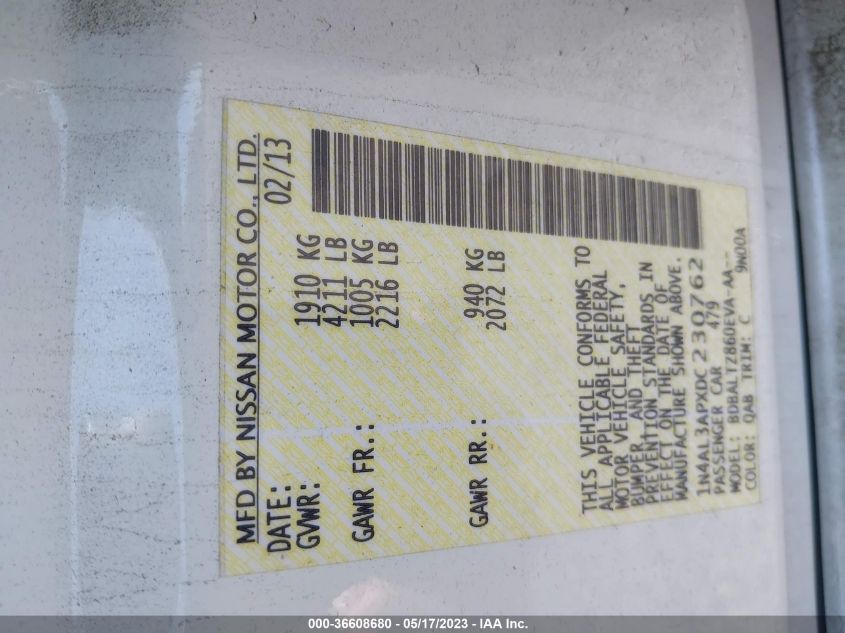 MFD BY NISSAN MOTOR CO., LTD.
DATE: 02/13
GVWR: 1910 KG
4211 LB
GAWR FR.: 1005 KG
2216 LB
GAWR RR.: 940 KG
2072 LB
THIS VEHICLE CONFORMS TO
ALL APPLICABLE FEDERAL
MOTOR VEHICLE SAFETY,
BUMPER, AND THEFT
PREVENTION STANDARDS IN
EFFECT ON THE DATE OF
MANUFACTURE SHOWN ABOVE.
1N4AL3APXDC230762
PASSENGER CAR 479
MODEL: BDBALTZ860EVA-AA--
COLOR: QAB TRIM: C 9N00A
000-36608680 - 05/17/2023 - IAA Inc.